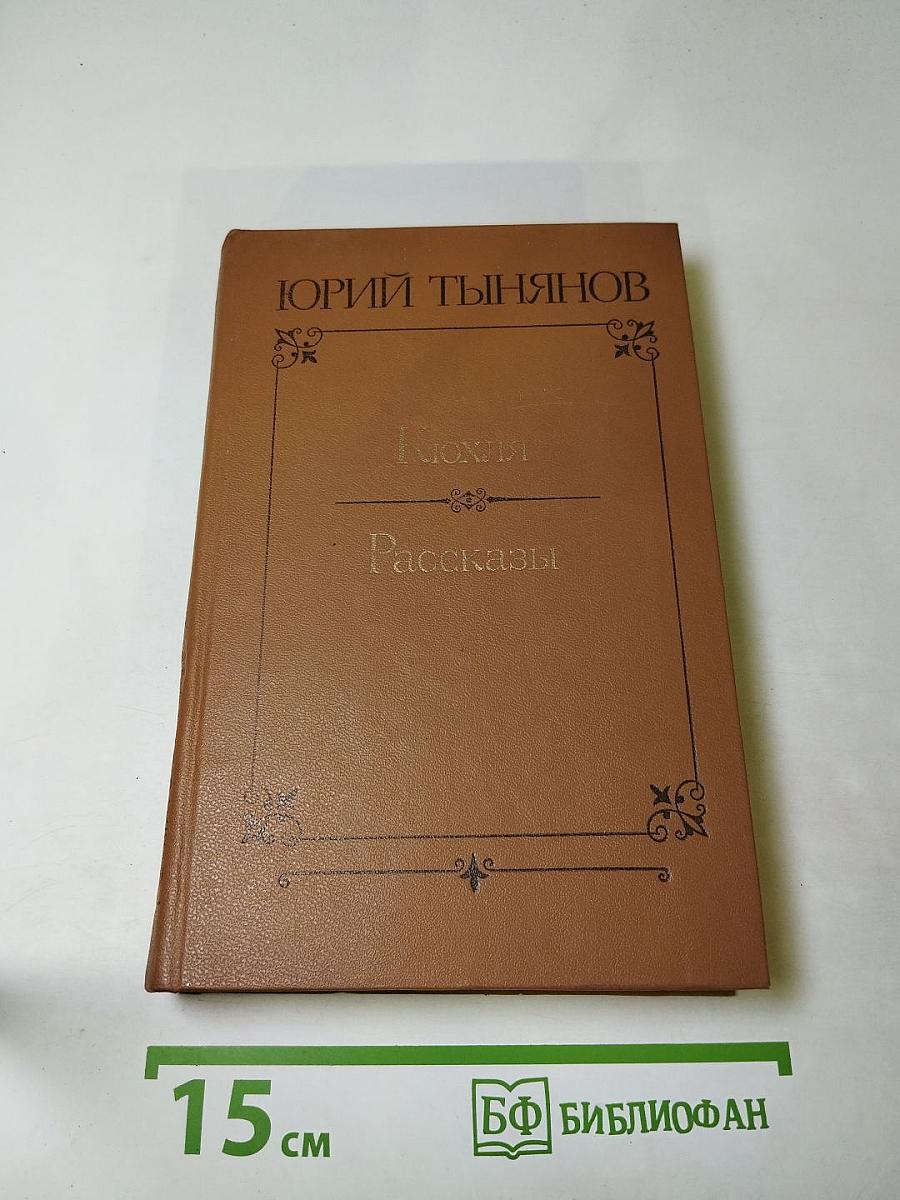 ЮРИЙ ТЫНЯНОВ
Кюхля
Рассказы
15 см
БФ БИБЛИОФАН